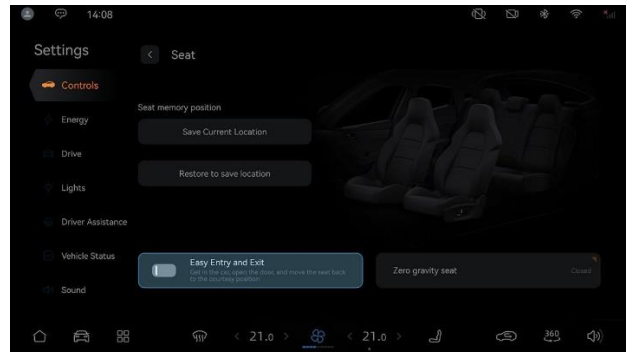 14:08
Settings
Seat
Controls
Energy
Drive
Lights
Driver Assistance
Vehicle Status
Sound
Seat memory position
Save Current Location
Restore to save location
Easy Entry and Exit
Get in the car, open the door, and move the seat back
to the courtesy position
Zero gravity seat
Closed
21.0
21.0
360